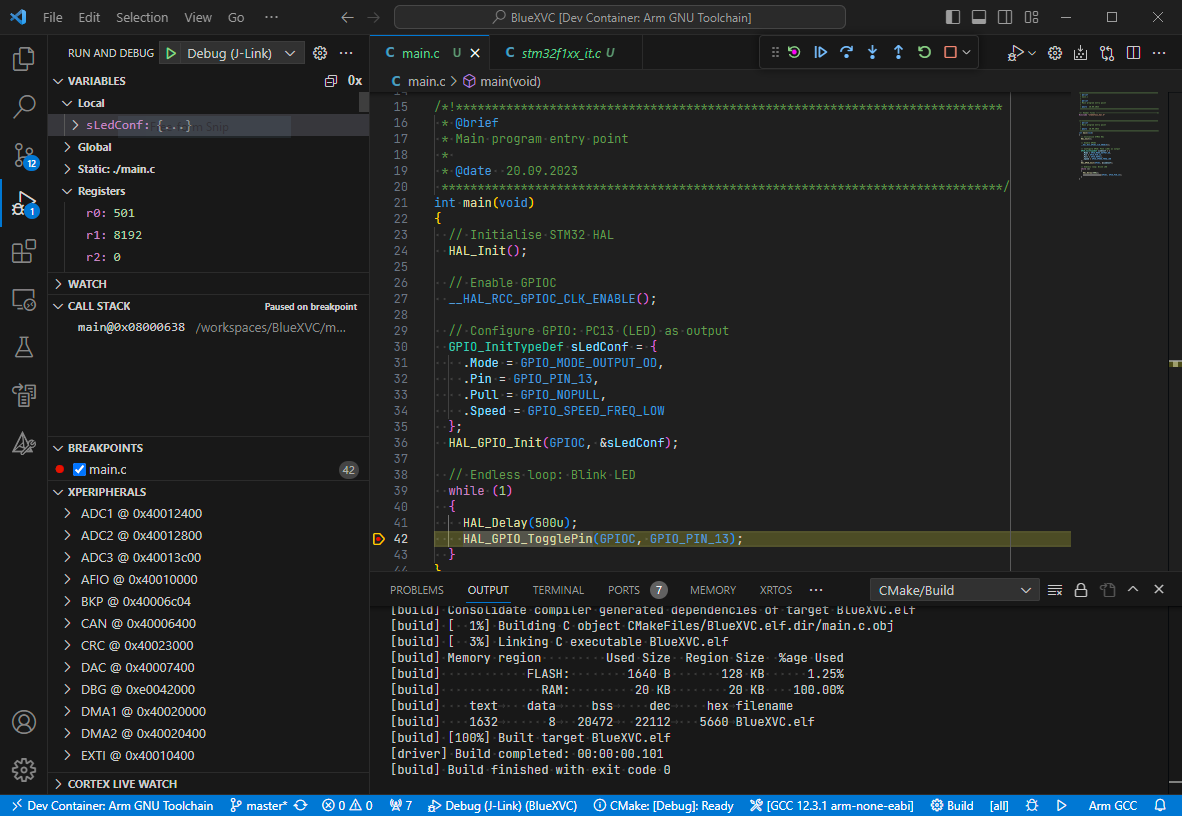 File Edit Selection View Go ··· BlueXVC [Dev Container: Arm GNU Toolchain]
RUN AND DEBUG Debug (J-Link) ···
VARIABLES 0x
Local
sLedConf: {...}
Global
Static: ./main.c
Registers
r0: 501
r1: 8192
r2: 0
WATCH
CALL STACK Paused on breakpoint
main@0x08000638 /workspaces/BlueXVC/m...
BREAKPOINTS
main.c 42
XPERIPHERALS
ADC1 @ 0x40012400
ADC2 @ 0x40012800
ADC3 @ 0x40013c00
AFIO @ 0x40010000
BKP @ 0x40006c04
CAN @ 0x40006400
CRC @ 0x40023000
DAC @ 0x40007400
DBG @ 0xe0042000
DMA1 @ 0x40020000
DMA2 @ 0x40020400
EXTI @ 0x40010400
CORTEX LIVE WATCH
12
1
C main.c U C stm32f1xx_it.c U
C main.c > main(void)
14
15 /*!****************************************************************************
16 * @brief
17 * Main program entry point
18 *
19 * @date 20.09.2023
20 ******************************************************************************/
21 int main(void)
22 {
23 // Initialise STM32 HAL
24 HAL_Init();
25
26 // Enable GPIOC
27 __HAL_RCC_GPIOC_CLK_ENABLE();
28
29 // Configure GPIO: PC13 (LED) as output
30 GPIO_InitTypeDef sLedConf = {
31 .Mode = GPIO_MODE_OUTPUT_OD,
32 .Pin = GPIO_PIN_13,
33 .Pull = GPIO_NOPULL,
34 .Speed = GPIO_SPEED_FREQ_LOW
35 };
36 HAL_GPIO_Init(GPIOC, &sLedConf);
37
38 // Endless loop: Blink LED
39 while (1)
40 {
41 HAL_Delay(500u);
42 HAL_GPIO_TogglePin(GPIOC, GPIO_PIN_13);
43 }
44 }
PROBLEMS OUTPUT TERMINAL PORTS 7 MEMORY XRTOS ··· CMake/Build
[build] Consolidate compiler generated dependencies of target BlueXVC.elf
[build] [  1%] Building C object CMakeFiles/BlueXVC.elf.dir/main.c.obj
[build] [  3%] Linking C executable BlueXVC.elf
[build] Memory region Used Size Region Size %age Used
[build] FLASH: 1640 B 128 KB 1.25%
[build] RAM: 20 KB 20 KB 100.00%
[build] text data bss dec hex filename
[build] 1632 8 20472 22112 5660 BlueXVC.elf
[build] [100%] Built target BlueXVC.elf
[driver] Build completed: 00:00:00.101
[build] Build finished with exit code 0
Dev Container: Arm GNU Toolchain master* 0 0 7 Debug (J-Link) (BlueXVC) CMake: [Debug]: Ready [GCC 12.3.1 arm-none-eabi] Build [all] Arm GCC